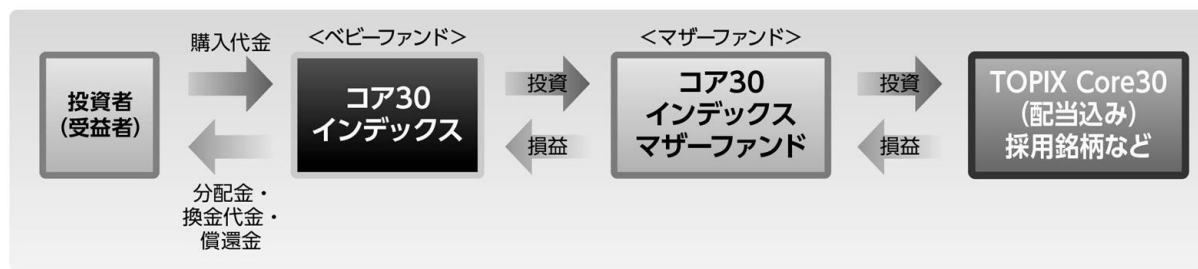 投資者
(受益者)
購入代金
分配金・
換金代金・
償還金
<ベビーファンド>
コア30
インデックス
投資
損益
<マザーファンド>
コア30
インデックス
マザーファンド
投資
損益
TOPIX Core30
(配当込み)
採用銘柄など